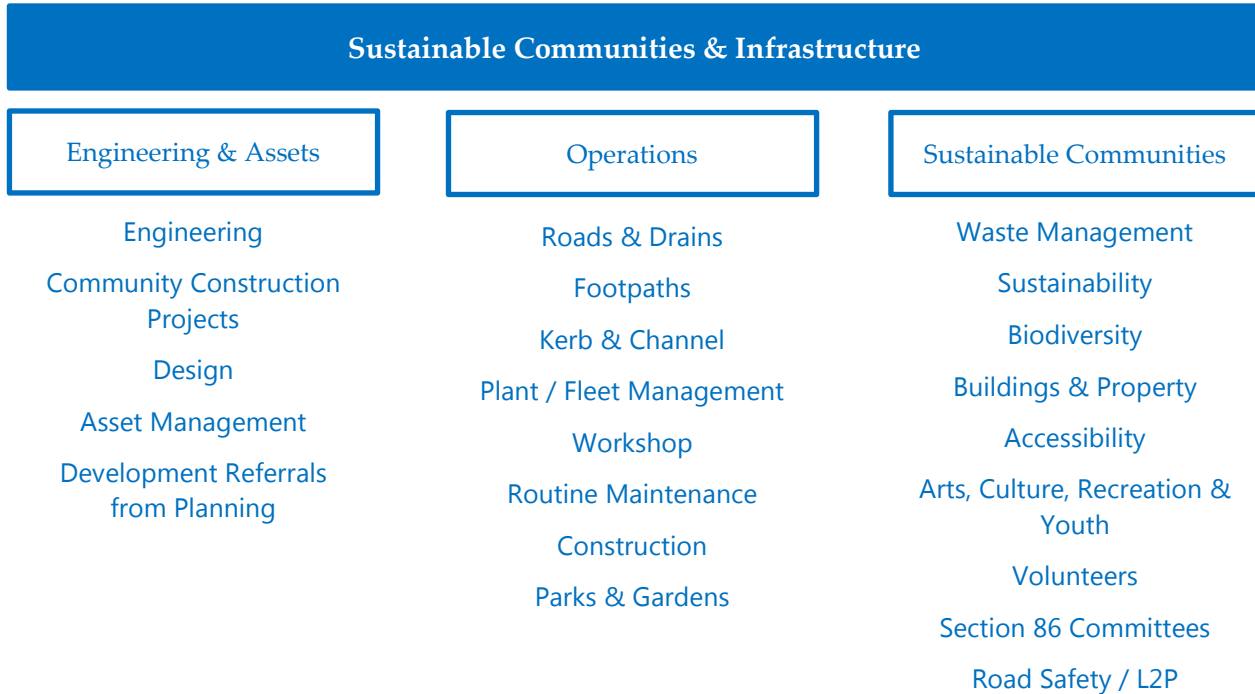 Sustainable Communities & Infrastructure
Engineering & Assets
Engineering
Community Construction
Projects
Design
Asset Management
Development Referrals
from Planning
Operations
Roads & Drains
Footpaths
Kerb & Channel
Plant / Fleet Management
Workshop
Routine Maintenance
Construction
Parks & Gardens
Sustainable Communities
Waste Management
Sustainability
Biodiversity
Buildings & Property
Accessibility
Arts, Culture, Recreation &
Youth
Volunteers
Section 86 Committees
Road Safety / L2P